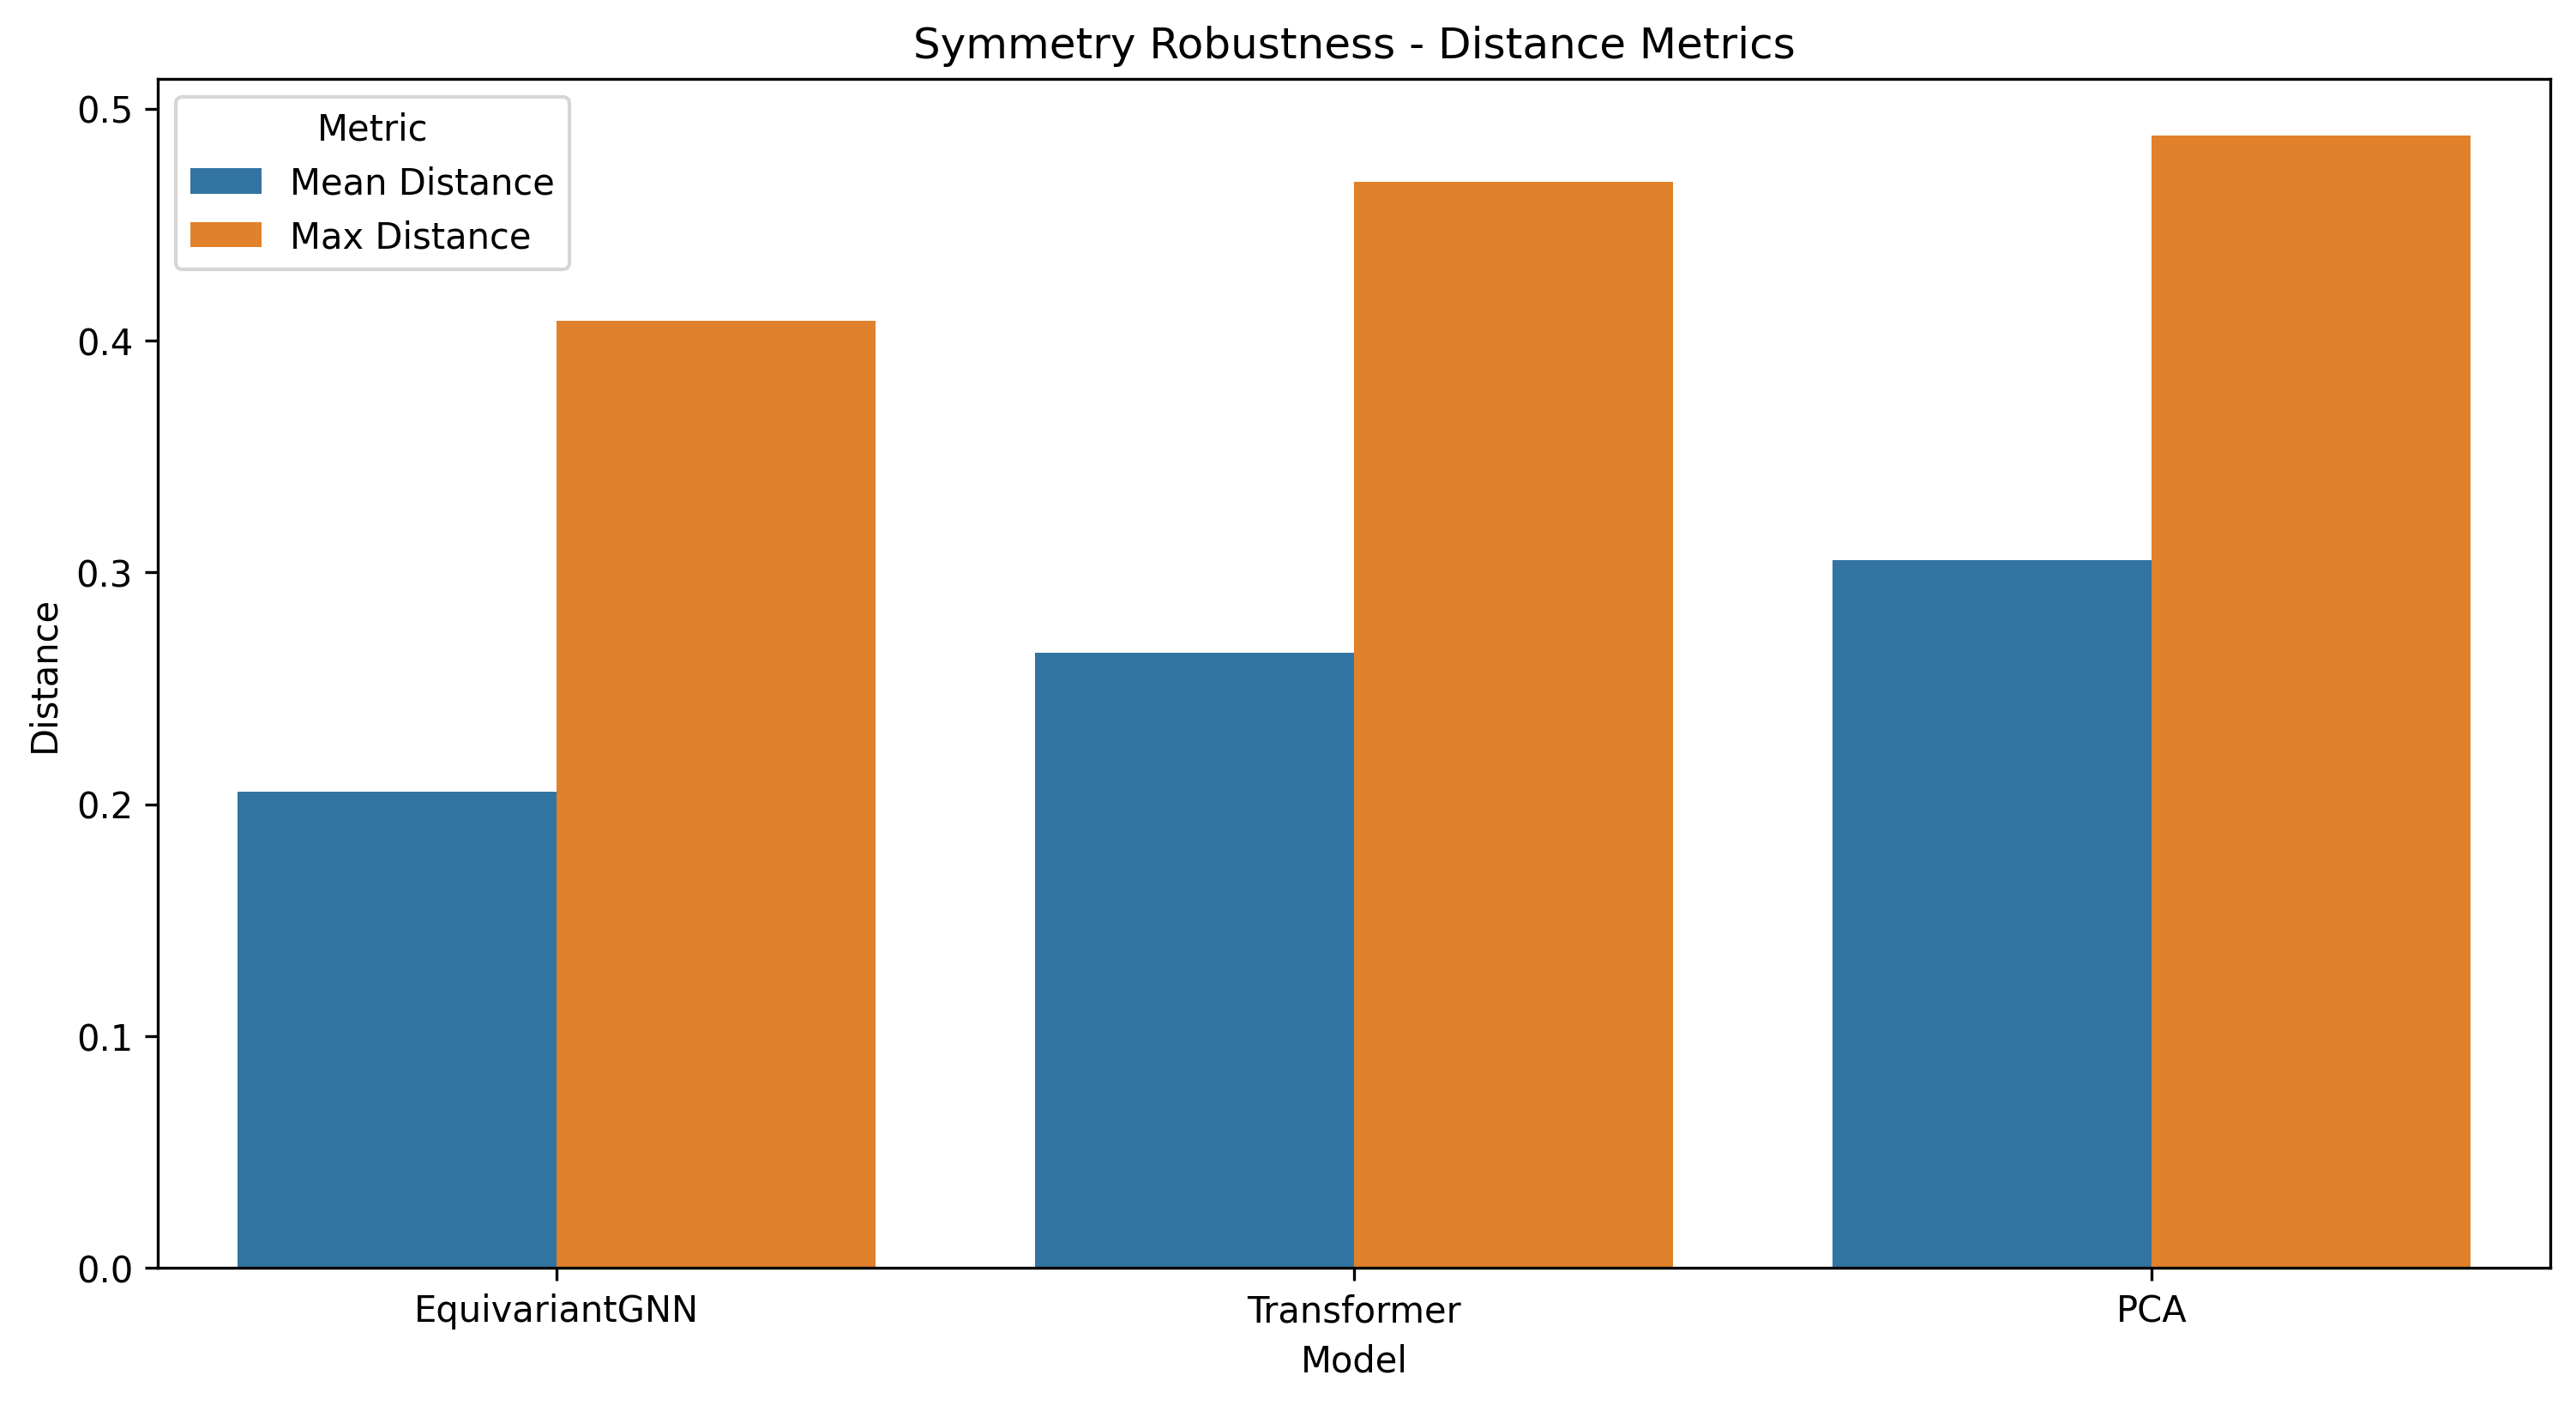 Symmetry Robustness - Distance Metrics
Metric
Mean Distance
Max Distance
Distance
0.5
0.4
0.3
0.2
0.1
0.0
EquivariantGNN
Transformer
PCA
Model